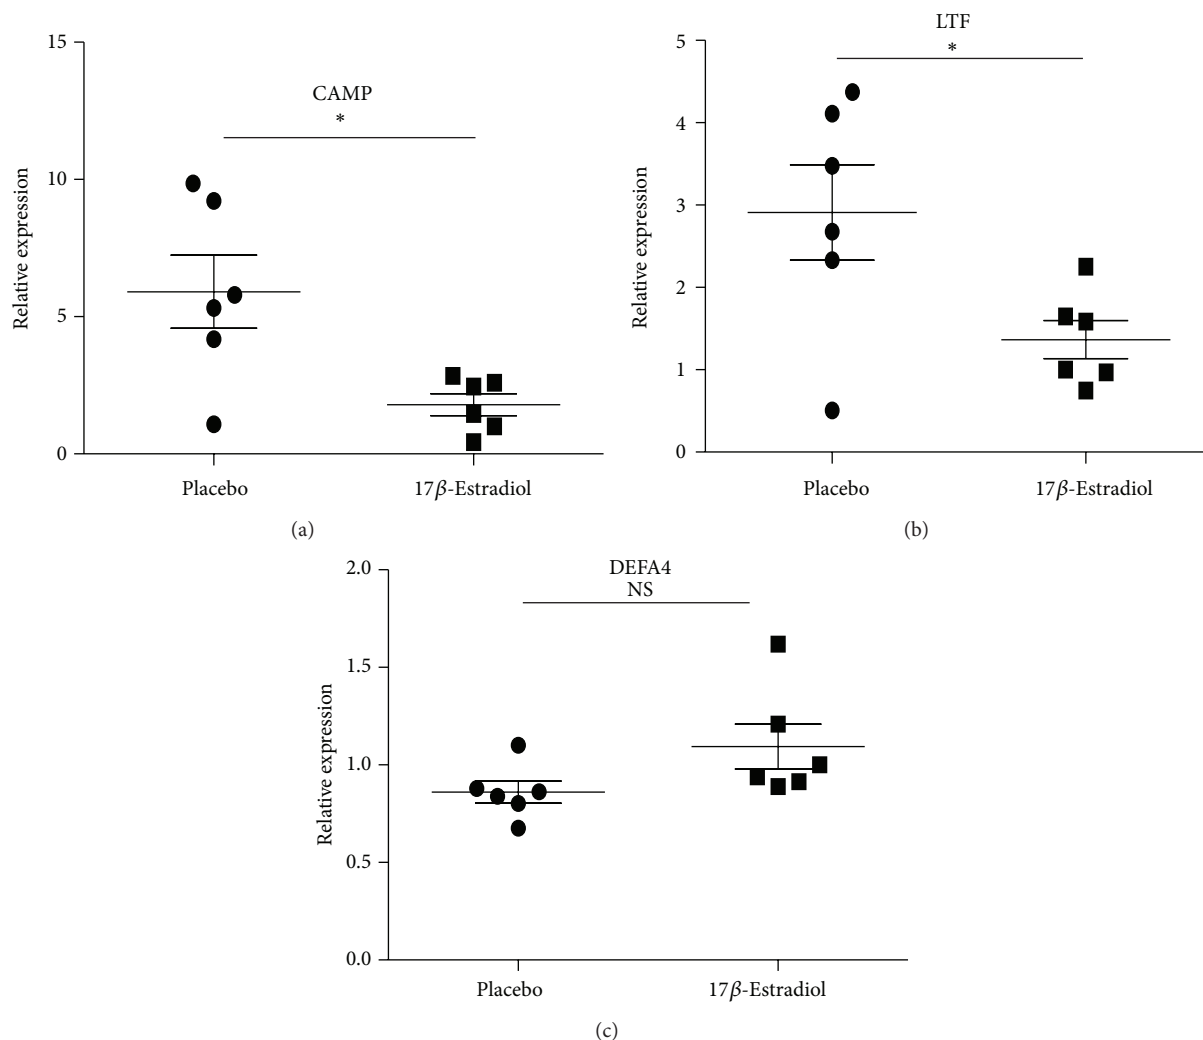 CAMP
*
15
10
5
0
Relative expression
Placebo
17β-Estradiol
(a)
LTF
*
5
4
3
2
1
0
Relative expression
Placebo
17β-Estradiol
(b)
DEFA4
NS
2.0
1.5
1.0
0.5
0.0
Relative expression
Placebo
17β-Estradiol
(c)